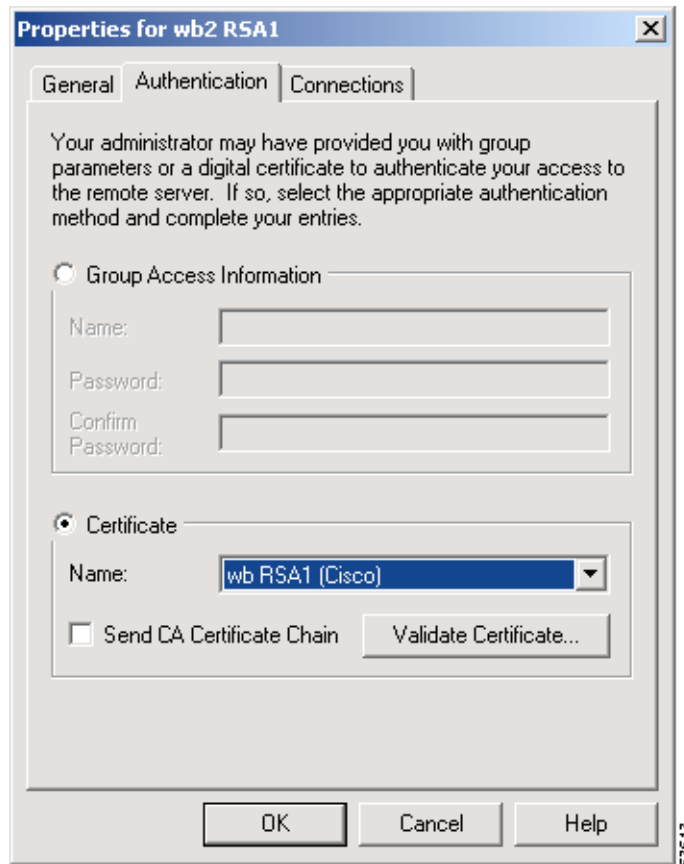 Properties for wb2 RSA1
General Authentication Connections
Your administrator may have provided you with group
parameters or a digital certificate to authenticate your access to
the remote server. If so, select the appropriate authentication
method and complete your entries.
Group Access Information
Name:
Password:
Confirm
Password:
Certificate
Name: wb RSA1 (Cisco)
Send CA Certificate Chain Validate Certificate...
OK Cancel Help